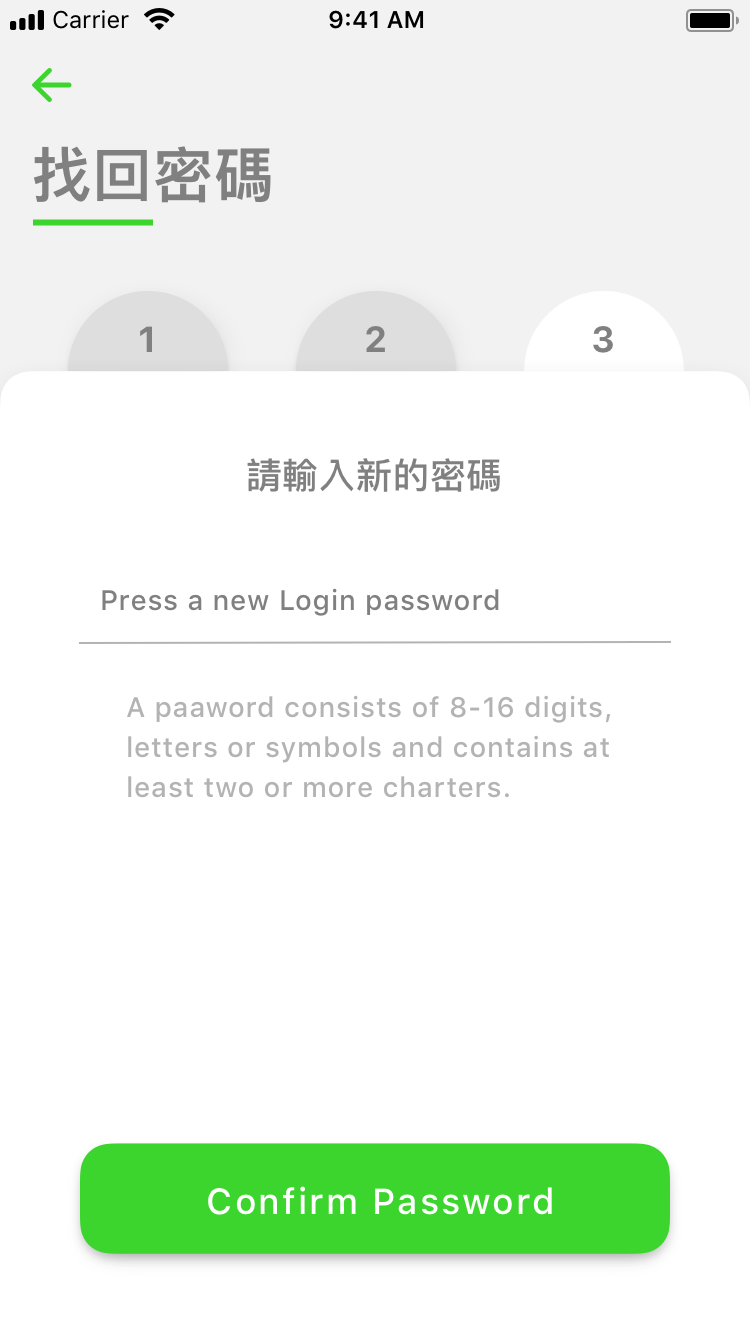 Carrier 9:41 AM
找回密碼
1 2 3
請輸入新的密碼
Press a new Login password
A paaword consists of 8-16 digits,
letters or symbols and contains at
least two or more charters.
Confirm Password